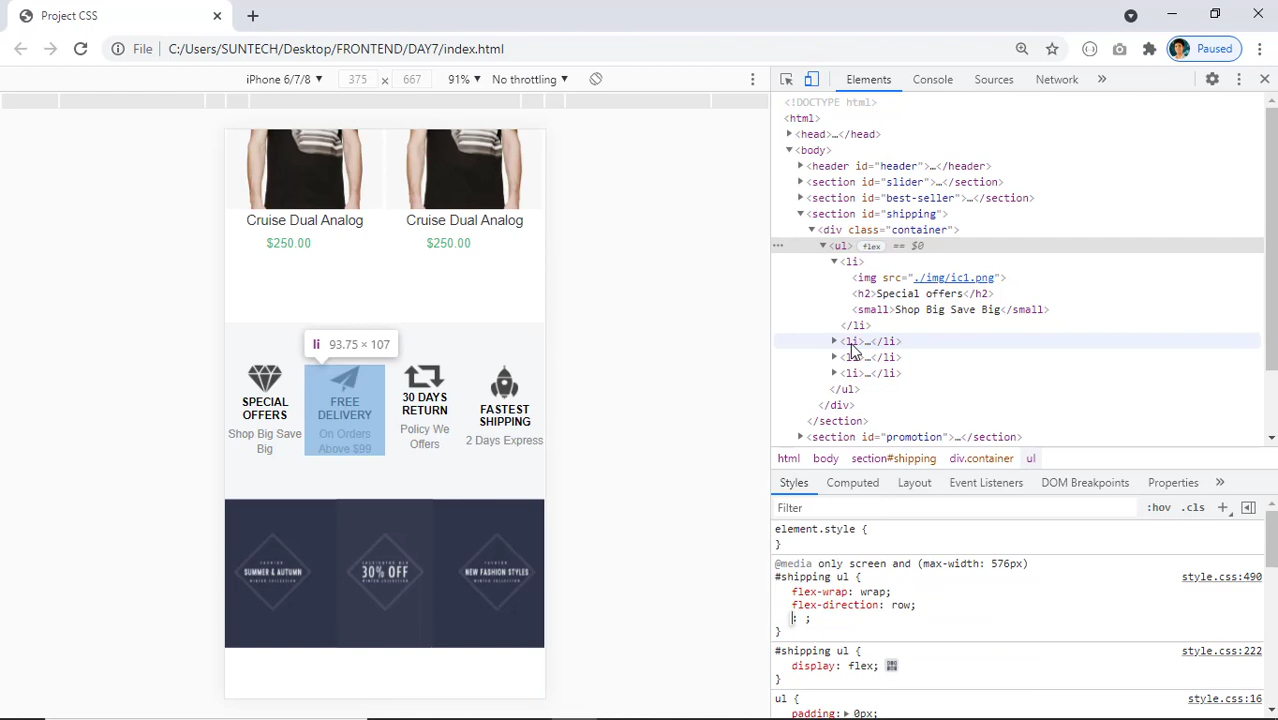 Project CSS
File C:/Users/SUNTECH/Desktop/FRONTEND/DAY7/index.html Paused
iPhone 6/7/8 ▼ 375 × 667 91% ▼ No throttling ▼
Elements Console Sources Network »
<!DOCTYPE html>
<html>
<head>…</head>
<body>
<header id="header">…</header>
<section id="slider">…</section>
<section id="best-seller">…</section>
<section id="shipping">
<div class="container">
<ul> flex == $0
<li>
<img src="./img/ic1.png">
<h2>Special offers</h2>
<small>Shop Big Save Big</small>
</li>
<li>…</li>
<li>…</li>
<li>…</li>
</ul>
</div>
</section>
<section id="promotion">…</section>
html body section#shipping div.container ul
Styles Computed Layout Event Listeners DOM Breakpoints Properties »
Filter :hov .cls +
element.style {
}
@media only screen and (max-width: 576px)
#shipping ul { style.css:490
flex-wrap: wrap;
flex-direction: row;
: ;
}
#shipping ul { style.css:222
display: flex;
}
ul { style.css:16
padding: 0px;
Cruise Dual Analog Cruise Dual Analog
$250.00 $250.00
li 93.75 × 107
SPECIAL
OFFERS
Shop Big Save
Big
FREE
DELIVERY
On Orders
Above $99
30 DAYS
RETURN
Policy We
Offers
FASTEST
SHIPPING
2 Days Express
FASHION
SUMMER & AUTUMN
WINTER COLLECTION
30% OFF
WINTER COLLECTION
FASHION
NEW FASHION STYLES
WINTER COLLECTION